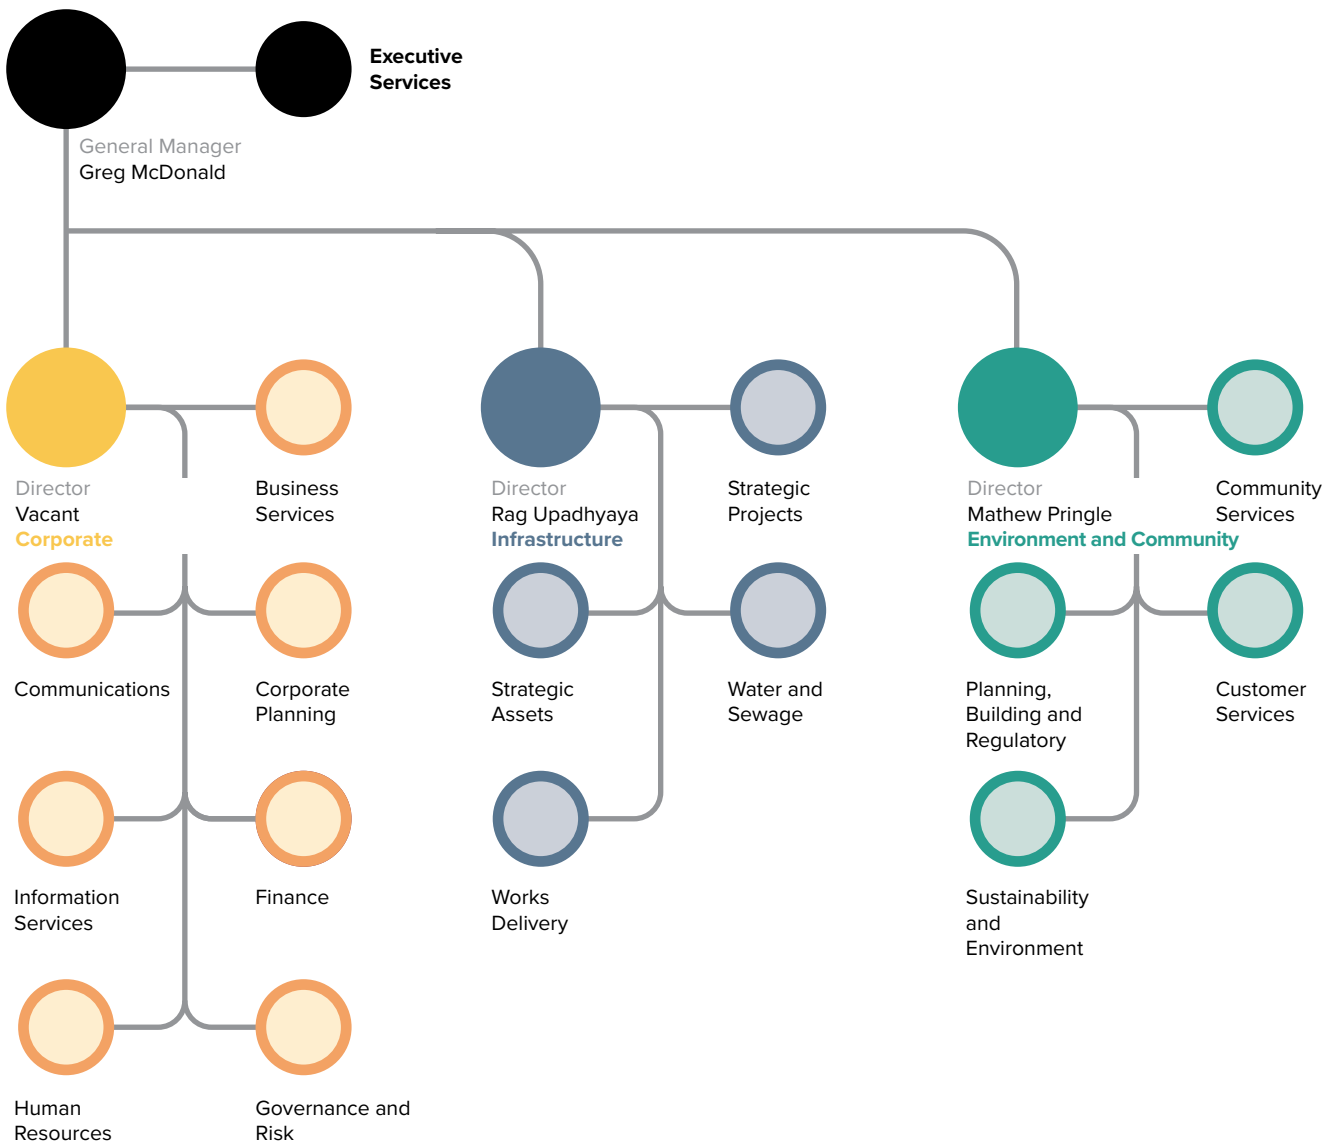 Executive
Services
General Manager
Greg McDonald
Director
Vacant
Corporate
Business
Services
Director
Rag Upadhyaya
Infrastructure
Strategic
Projects
Director
Mathew Pringle
Environment and Community
Community
Services
Communications
Corporate
Planning
Strategic
Assets
Water and
Sewage
Planning,
Building and
Regulatory
Customer
Services
Information
Services
Finance
Works
Delivery
Sustainability
and
Environment
Human
Resources
Governance and
Risk